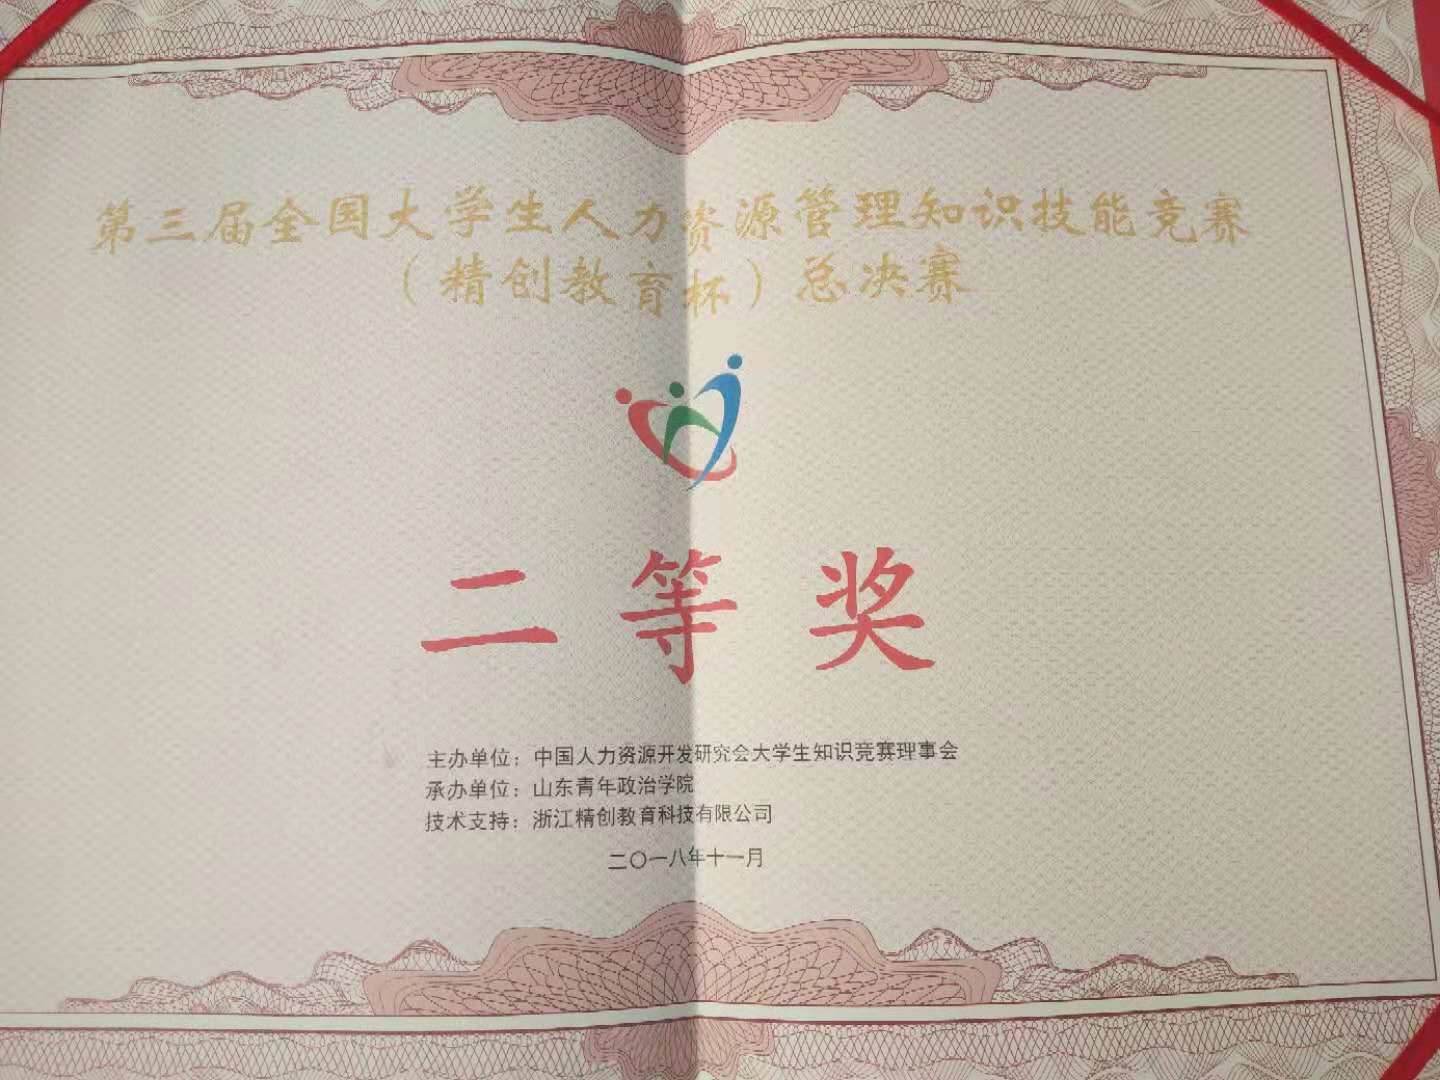 第三届全国大学生人力资源管理知识技能竞赛
（精创教育杯）总决赛
二等奖
主办单位：中国人力资源开发研究会大学生知识竞赛理事会
承办单位：山东青年政治学院
技术支持：浙江精创教育科技有限公司
二〇一八年十一月